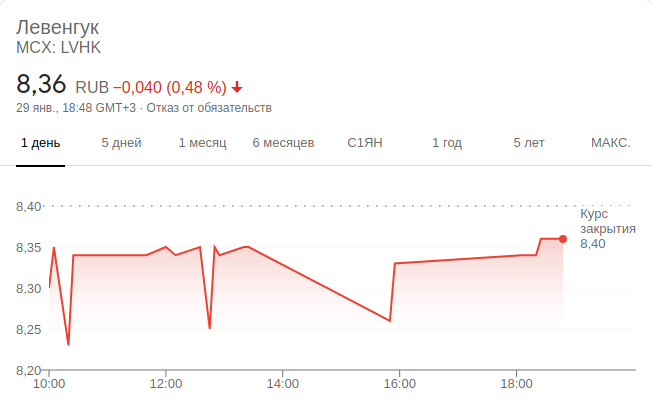 Левенгук
MCX: LVHK
8,36 RUB −0,040 (0,48 %)
29 янв., 18:48 GMT+3 · Отказ от обязательств
1 день 5 дней 1 месяц 6 месяцев С1ЯН 1 год 5 лет МАКС.
8,40
Курс
закрытия
8,40
8,35
8,30
8,25
8,20
10:00 12:00 14:00 16:00 18:00